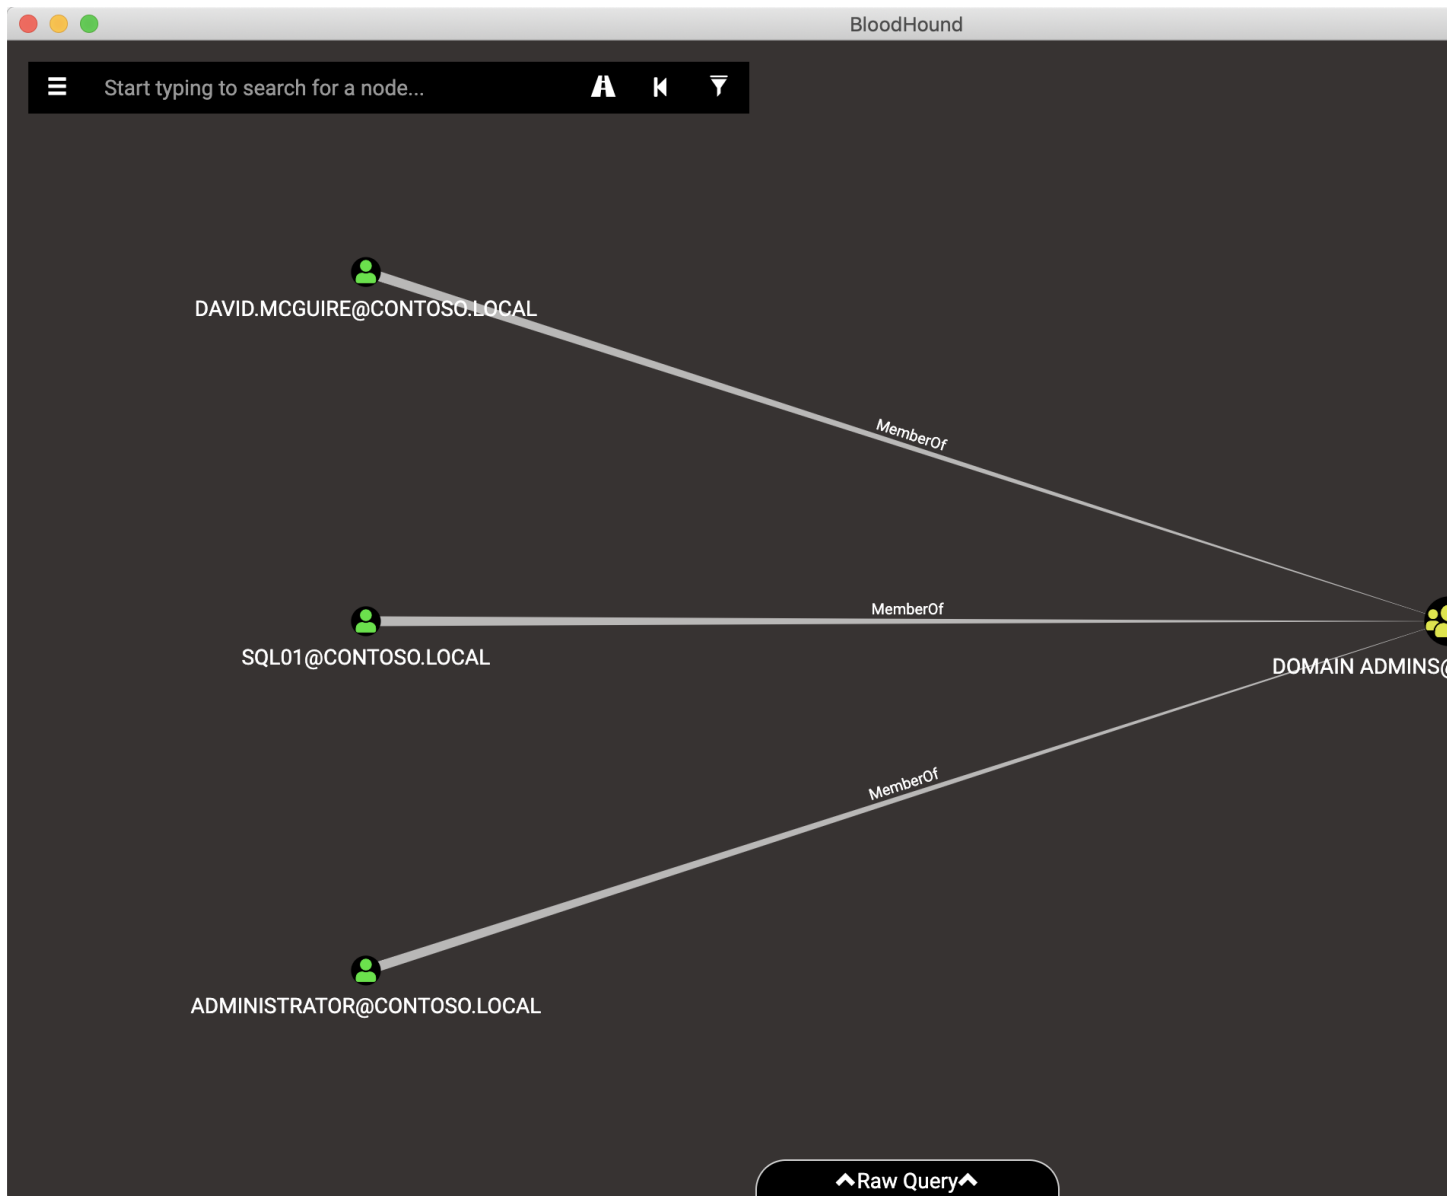 BloodHound
Start typing to search for a node...
DAVID.MCGUIRE@CONTOSO.LOCAL
MemberOf
MemberOf
SQL01@CONTOSO.LOCAL
DOMAIN ADMINS@
MemberOf
ADMINISTRATOR@CONTOSO.LOCAL
Raw Query